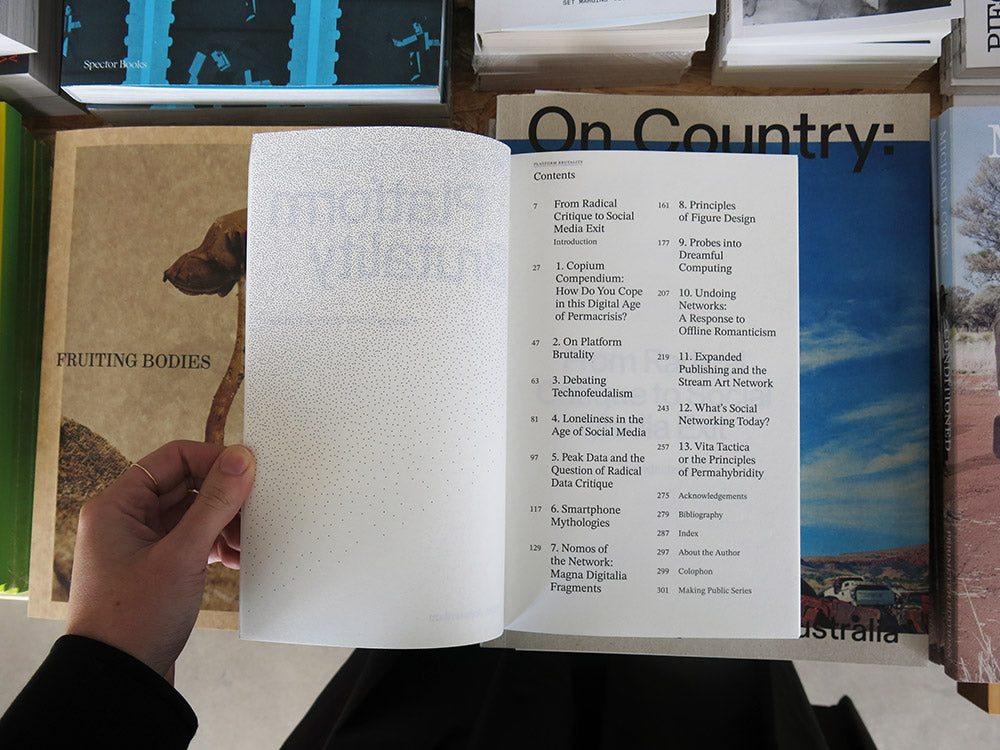 SET MARGINS
Spector Books
On Country:
FRUITING BODIES
PLATFORM BRUTALITY
Contents
7 From Radical
Critique to Social
Media Exit
Introduction
27 1. Copium
Compendium:
How Do You Cope
in this Digital Age
of Permacrisis?
47 2. On Platform
Brutality
63 3. Debating
Technofeudalism
81 4. Loneliness in the
Age of Social Media
97 5. Peak Data and the
Question of Radical
Data Critique
117 6. Smartphone
Mythologies
129 7. Nomos of
the Network:
Magna Digitalia
Fragments
161 8. Principles
of Figure Design
177 9. Probes into
Dreamful
Computing
207 10. Undoing
Networks:
A Response to
Offline Romanticism
219 11. Expanded
Publishing and the
Stream Art Network
243 12. What's Social
Networking Today?
257 13. Vita Tactica
or the Principles
of Permahybridity
275 Acknowledgements
279 Bibliography
287 Index
297 About the Author
299 Colophon
301 Making Public Series
Platform
Brutality
ustralia